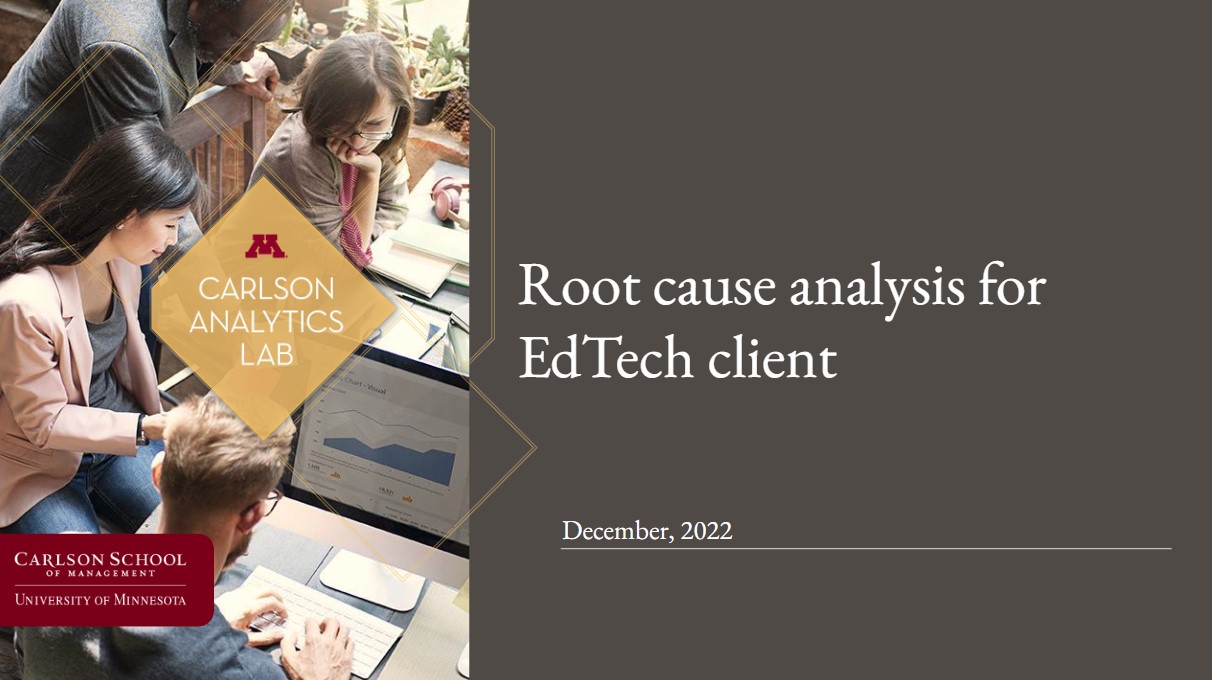 CARLSON
ANALYTICS
LAB
Root cause analysis for
EdTech client
December, 2022
CARLSON SCHOOL
OF MANAGEMENT
UNIVERSITY OF MINNESOTA